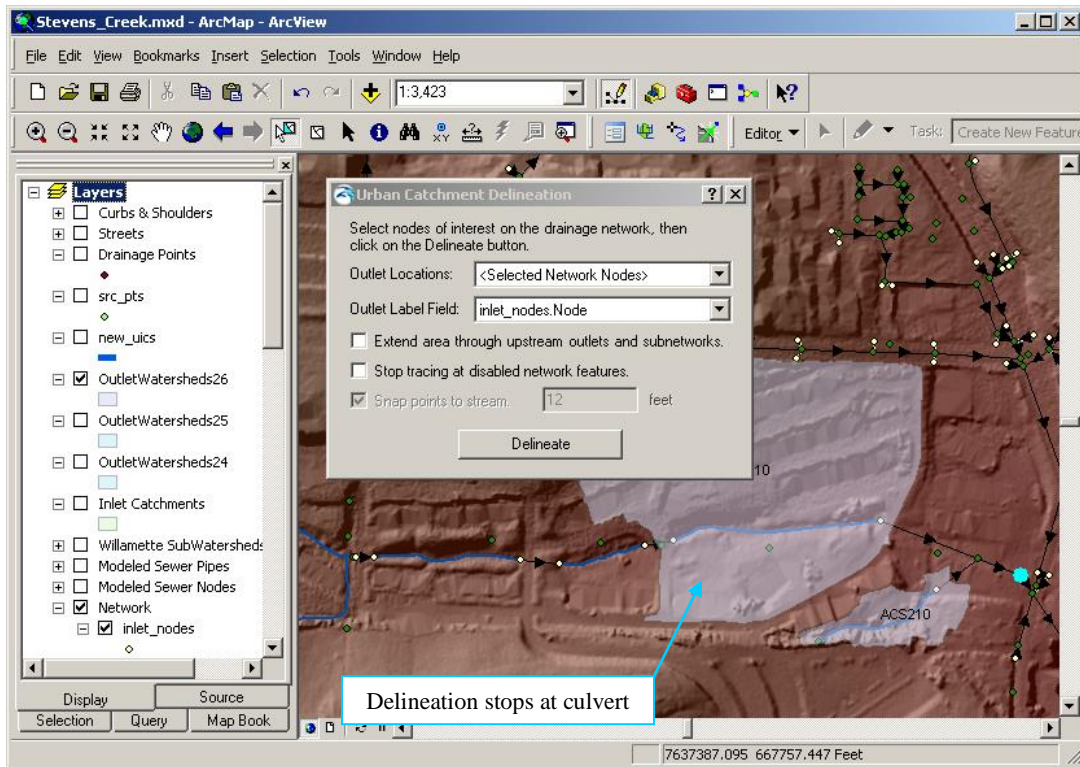 Stevens_Creek.mxd - ArcMap - ArcView
File Edit View Bookmarks Insert Selection Tools Window Help
1:3,423
Editor Task: Create New Feature
Layers
Curbs & Shoulders
Streets
Drainage Points
src_pts
new_uics
OutletWatersheds26
OutletWatersheds25
OutletWatersheds24
Inlet Catchments
Willamette SubWatersheds
Modeled Sewer Pipes
Modeled Sewer Nodes
Network
inlet_nodes
Display Source
Selection Query Map Book
Urban Catchment Delineation
Select nodes of interest on the drainage network, then
click on the Delineate button.
Outlet Locations: <Selected Network Nodes>
Outlet Label Field: inlet_nodes.Node
Extend area through upstream outlets and subnetworks.
Stop tracing at disabled network features.
Snap points to stream. 12 feet
Delineate
10
ACS210
Delineation stops at culvert
7637387.095 667757.447 Feet